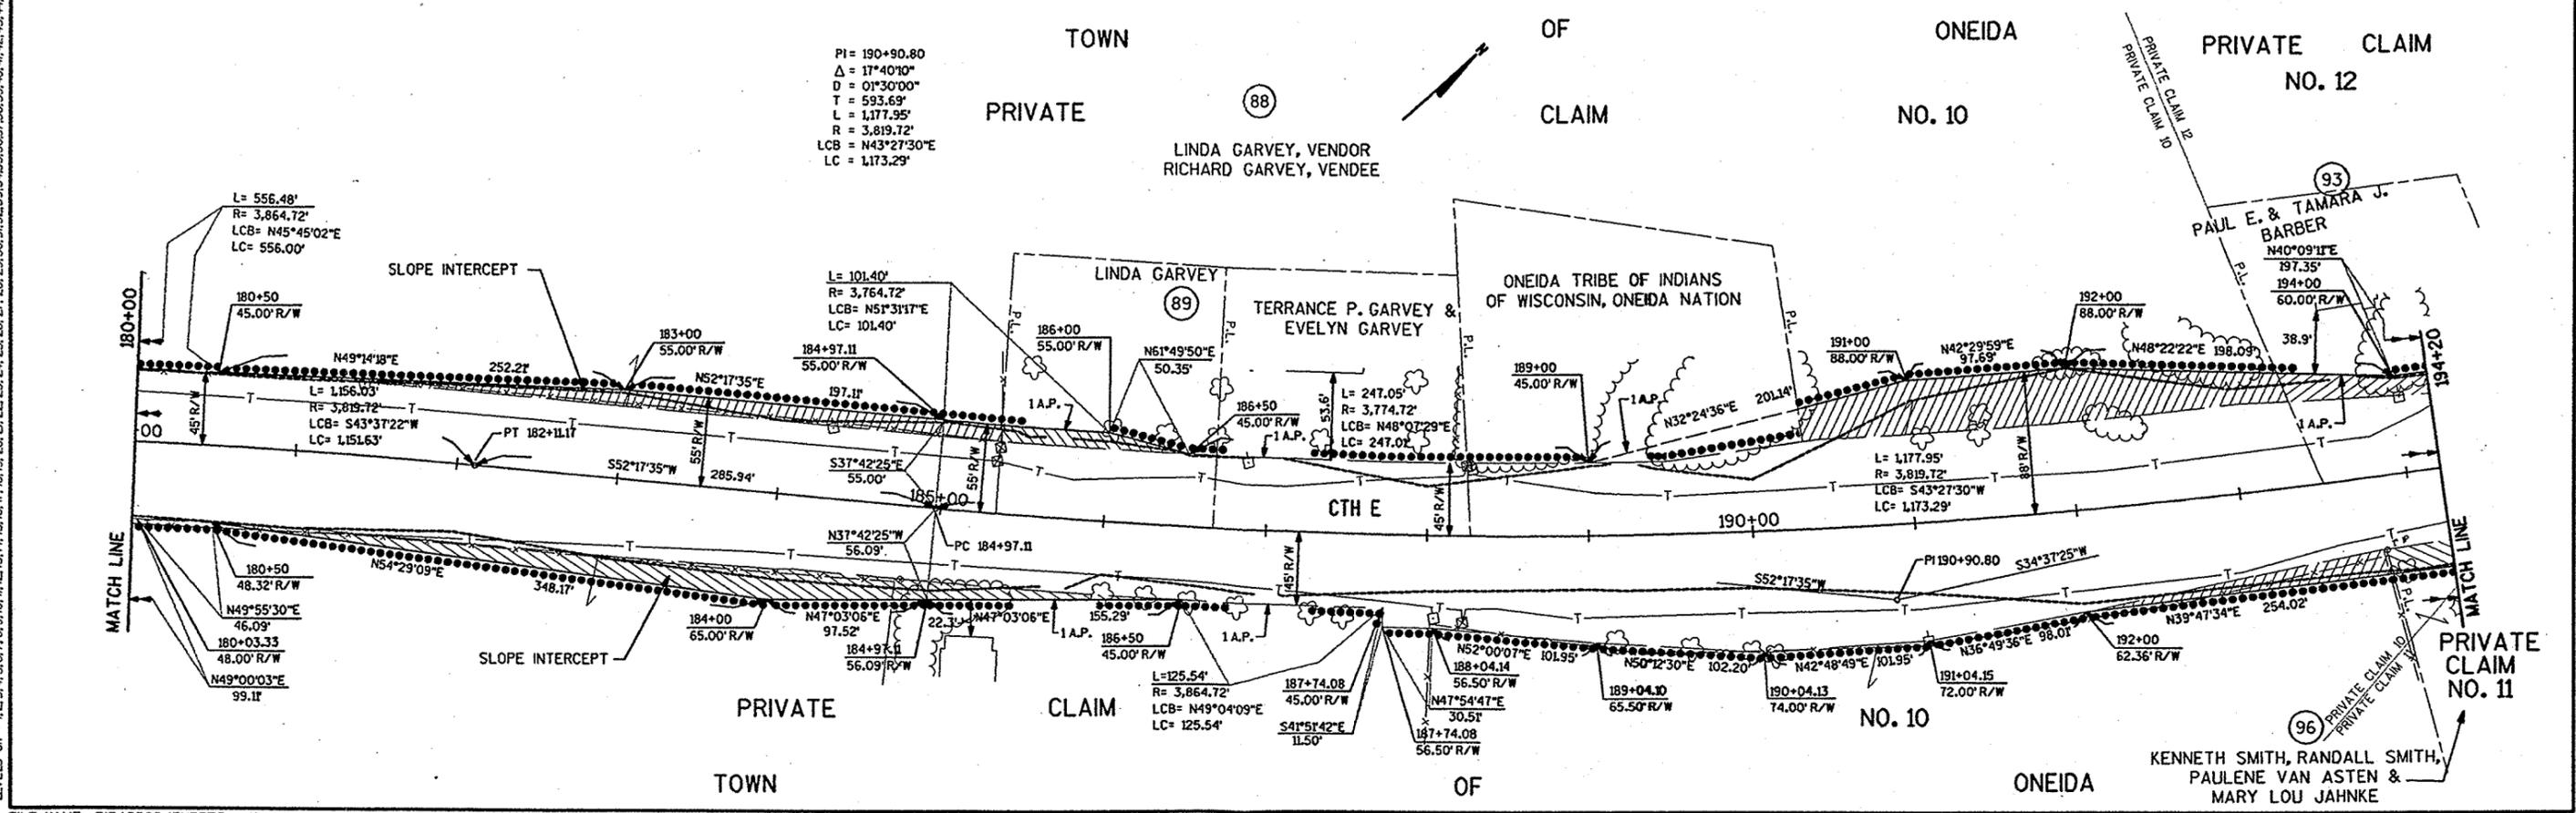 TOWN
OF
ONEIDA
PRIVATE CLAIM
NO. 12
PRIVATE
CLAIM
NO. 10
PRIVATE CLAIM 12
PRIVATE CLAIM 10
PI = 190+90.80
Δ = 17°40'10"
D = 01°30'00"
T = 593.69'
L = 1,177.95'
R = 3,819.72'
LCB = N43°27'30"E
LC = 1,173.29'
88
LINDA GARVEY, VENDOR
RICHARD GARVEY, VENDEE
N
93
PAUL E. & TAMARA J.
BARBER
N40°09'11"E
197.35'
194+00
60.00' R/W
38.9'
L= 556.48'
R= 3,864.72'
LCB= N45°45'02"E
LC= 556.00'
SLOPE INTERCEPT
180+00
180+50
45.00' R/W
N49°14'18"E
252.21'
183+00
55.00' R/W
N52°17'35"E
197.11'
184+97.11
55.00' R/W
L= 101.40'
R= 3,764.72'
LCB= N51°31'17"E
LC= 101.40'
LINDA GARVEY
89
P.L.
TERRANCE P. GARVEY &
EVELYN GARVEY
P.L.
ONEIDA TRIBE OF INDIANS
OF WISCONSIN, ONEIDA NATION
P.L.
P.L.
186+00
55.00' R/W
N61°49'50"E
50.35'
1 A.P.
186+50
45.00' R/W
1 A.P.
53.6'
L= 247.05'
R= 3,774.72'
LCB= N48°07'29"E
LC= 247.01'
189+00
45.00' R/W
1 A.P.
N32°24'36"E
201.14'
191+00
88.00' R/W
N42°29'59"E
97.69'
192+00
88.00' R/W
N48°22'22"E
198.09'
194+20
1 A.P.
45' R/W
00
L= 1,156.03'
R= 3,819.72'
LCB= S43°37'22"W
LC= 1,151.63'
PT 182+11.17
S52°17'35"W
285.94'
55' R/W
S37°42'25"E
55.00'
55' R/W
185+00
CTH E
45' R/W
190+00
L= 1,177.95'
R= 3,819.72'
LCB= S43°27'30"W
LC= 1,173.29'
88' R/W
MATCH LINE
180+50
48.32' R/W
N49°55'30"E
46.09'
180+03.33
48.00' R/W
N49°00'03"E
99.11'
N54°29'09"E
348.17'
SLOPE INTERCEPT
184+00
65.00' R/W
N47°03'06"E
97.52'
N37°42'25"W
56.09'
PC 184+97.11
184+97.11
56.09' R/W
22.3'
N47°03'06"E
155.29'
1 A.P.
186+50
45.00' R/W
1 A.P.
45' R/W
L=125.54'
R= 3,864.72'
LCB= N49°04'09"E
LC= 125.54'
187+74.08
45.00' R/W
S41°51'42"E
11.50'
187+74.08
56.50' R/W
N47°54'47"E
30.51'
188+04.14
56.50' R/W
N52°00'07"E
101.95'
189+04.10
65.50' R/W
N50°12'30"E
102.20'
190+04.13
74.00' R/W
N42°48'49"E
101.95'
191+04.15
72.00' R/W
N36°49'36"E
98.01'
192+00
62.36' R/W
N39°47'34"E
254.02'
S52°17'35"W
PI 190+90.80
S34°37'25"W
P.L.
MATCH LINE
PRIVATE
CLAIM
NO. 11
PRIVATE CLAIM 10
PRIVATE CLAIM 11
96
KENNETH SMITH, RANDALL SMITH,
PAULENE VAN ASTEN &
MARY LOU JAHNKE
PRIVATE
CLAIM
NO. 10
TOWN
OF
ONEIDA